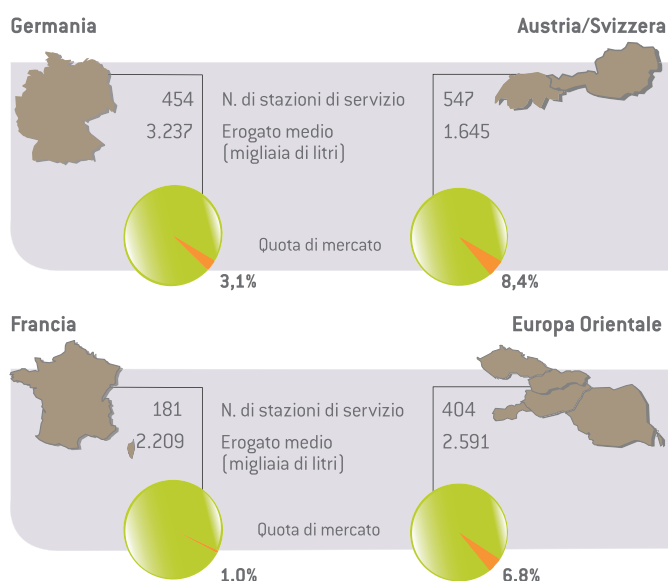 Germania
Austria/Svizzera
454 N. di stazioni di servizio 547
3.237 Erogato medio 1.645
(migliaia di litri)
Quota di mercato
3,1% 8,4%
Francia
Europa Orientale
181 N. di stazioni di servizio 404
2.209 Erogato medio 2.591
(migliaia di litri)
Quota di mercato
1,0% 6,8%